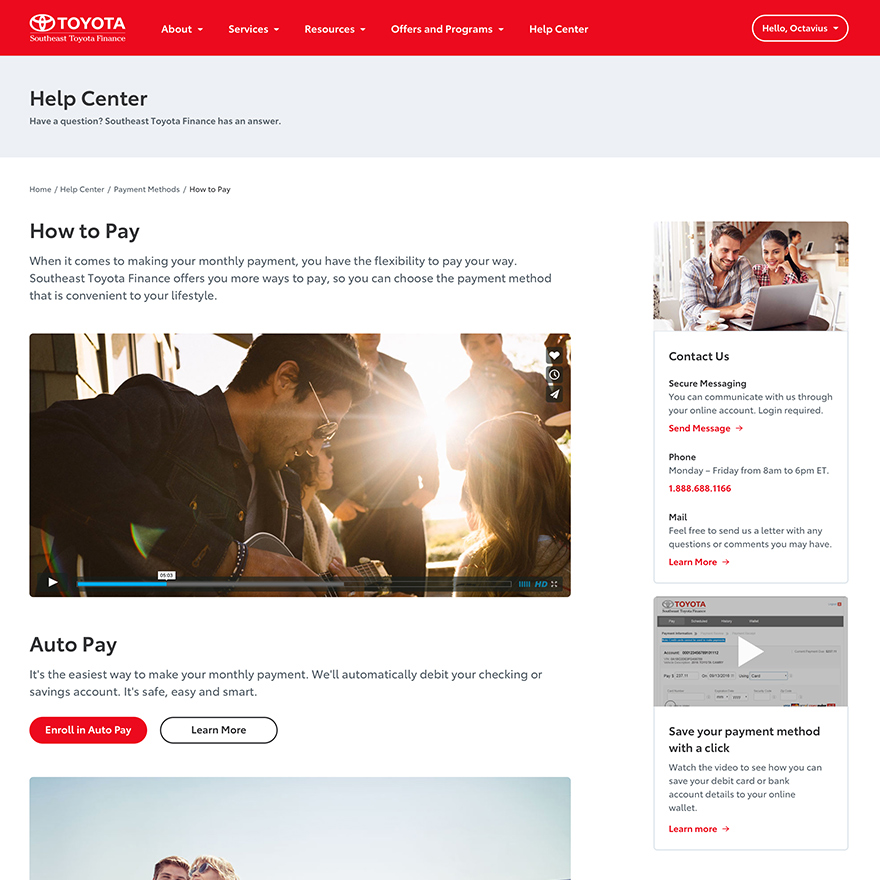 TOYOTA
Southeast Toyota Finance
About
Services
Resources
Offers and Programs
Help Center
Hello, Octavius
Help Center
Have a question? Southeast Toyota Finance has an answer.
Home / Help Center / Payment Methods / How to Pay
How to Pay
When it comes to making your monthly payment, you have the flexibility to pay your way.
Southeast Toyota Finance offers you more ways to pay, so you can choose the payment method
that is convenient to your lifestyle.
05:03
HD
Auto Pay
It's the easiest way to make your monthly payment. We'll automatically debit your checking or
savings account. It's safe, easy and smart.
Enroll in Auto Pay
Learn More
Contact Us
Secure Messaging
You can communicate with us through
your online account. Login required.
Send Message →
Phone
Monday – Friday from 8am to 6pm ET.
1.888.688.1166
Mail
Feel free to send us a letter with any
questions or comments you may have.
Learn More →
TOYOTA
Southeast Toyota Finance
Pay
Scheduled
History
Wallet
Payment Information
Account
Pay $ 237.11
Using
Card
Save your payment method
with a click
Watch the video to see how you can
save your debit card or bank
account details to your online
wallet.
Learn more →